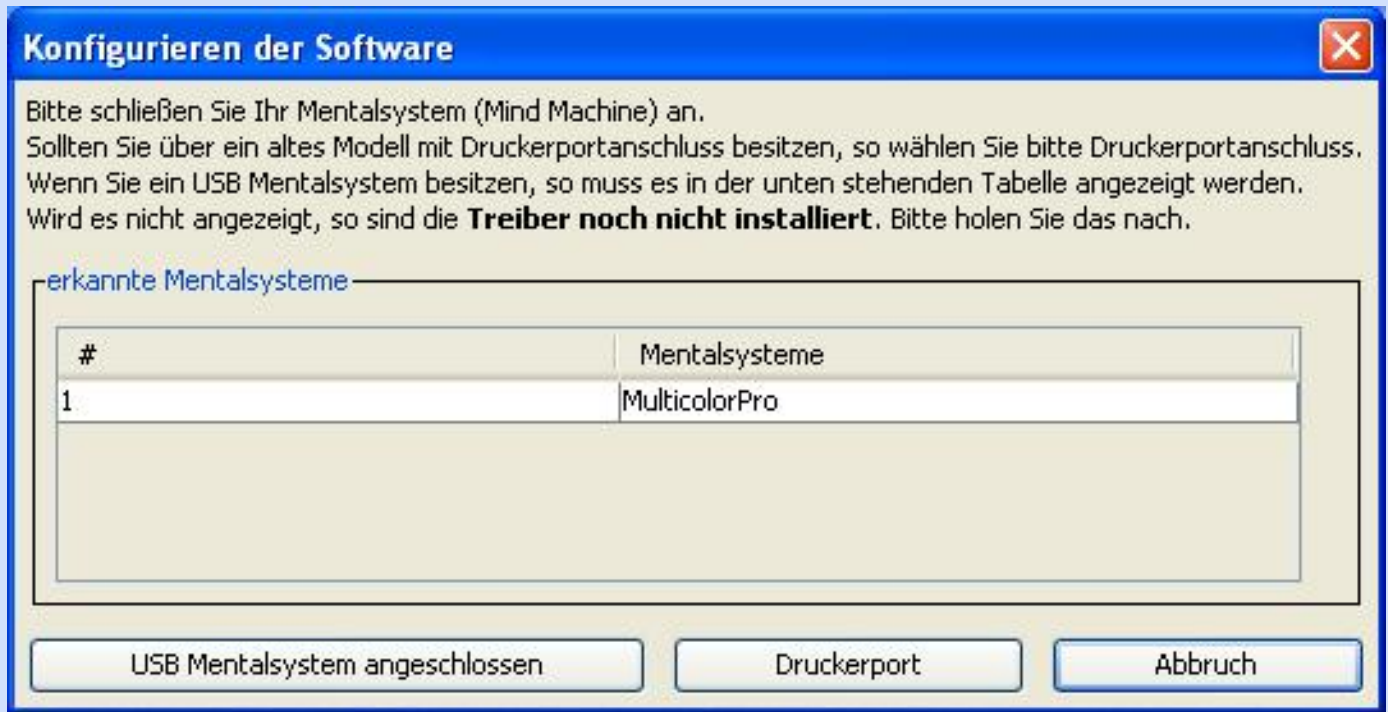 Konfigurieren der Software
Bitte schließen Sie Ihr Mentalsystem (Mind Machine) an.
Sollten Sie über ein altes Modell mit Druckerportanschluss besitzen, so wählen Sie bitte Druckerportanschluss.
Wenn Sie ein USB Mentalsystem besitzen, so muss es in der unten stehenden Tabelle angezeigt werden.
Wird es nicht angezeigt, so sind die Treiber noch nicht installiert. Bitte holen Sie das nach.
erkannte Mentalsysteme
# Mentalsysteme
1 MulticolorPro
USB Mentalsystem angeschlossen Druckerport Abbruch